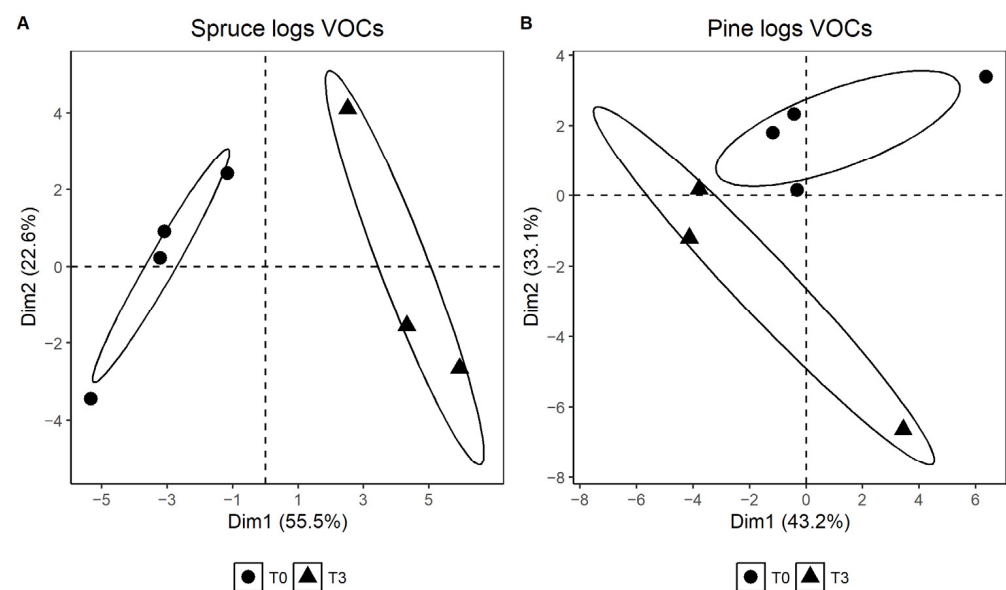 A
Spruce logs VOCs
Dim2 (22.6%)
4
2
0
−2
−4
−5
−3
−1
1
3
5
Dim1 (55.5%)
T0
T3
B
Pine logs VOCs
Dim2 (33.1%)
4
2
0
−2
−4
−6
−8
−8
−6
−4
−2
0
2
4
6
Dim1 (43.2%)
T0
T3